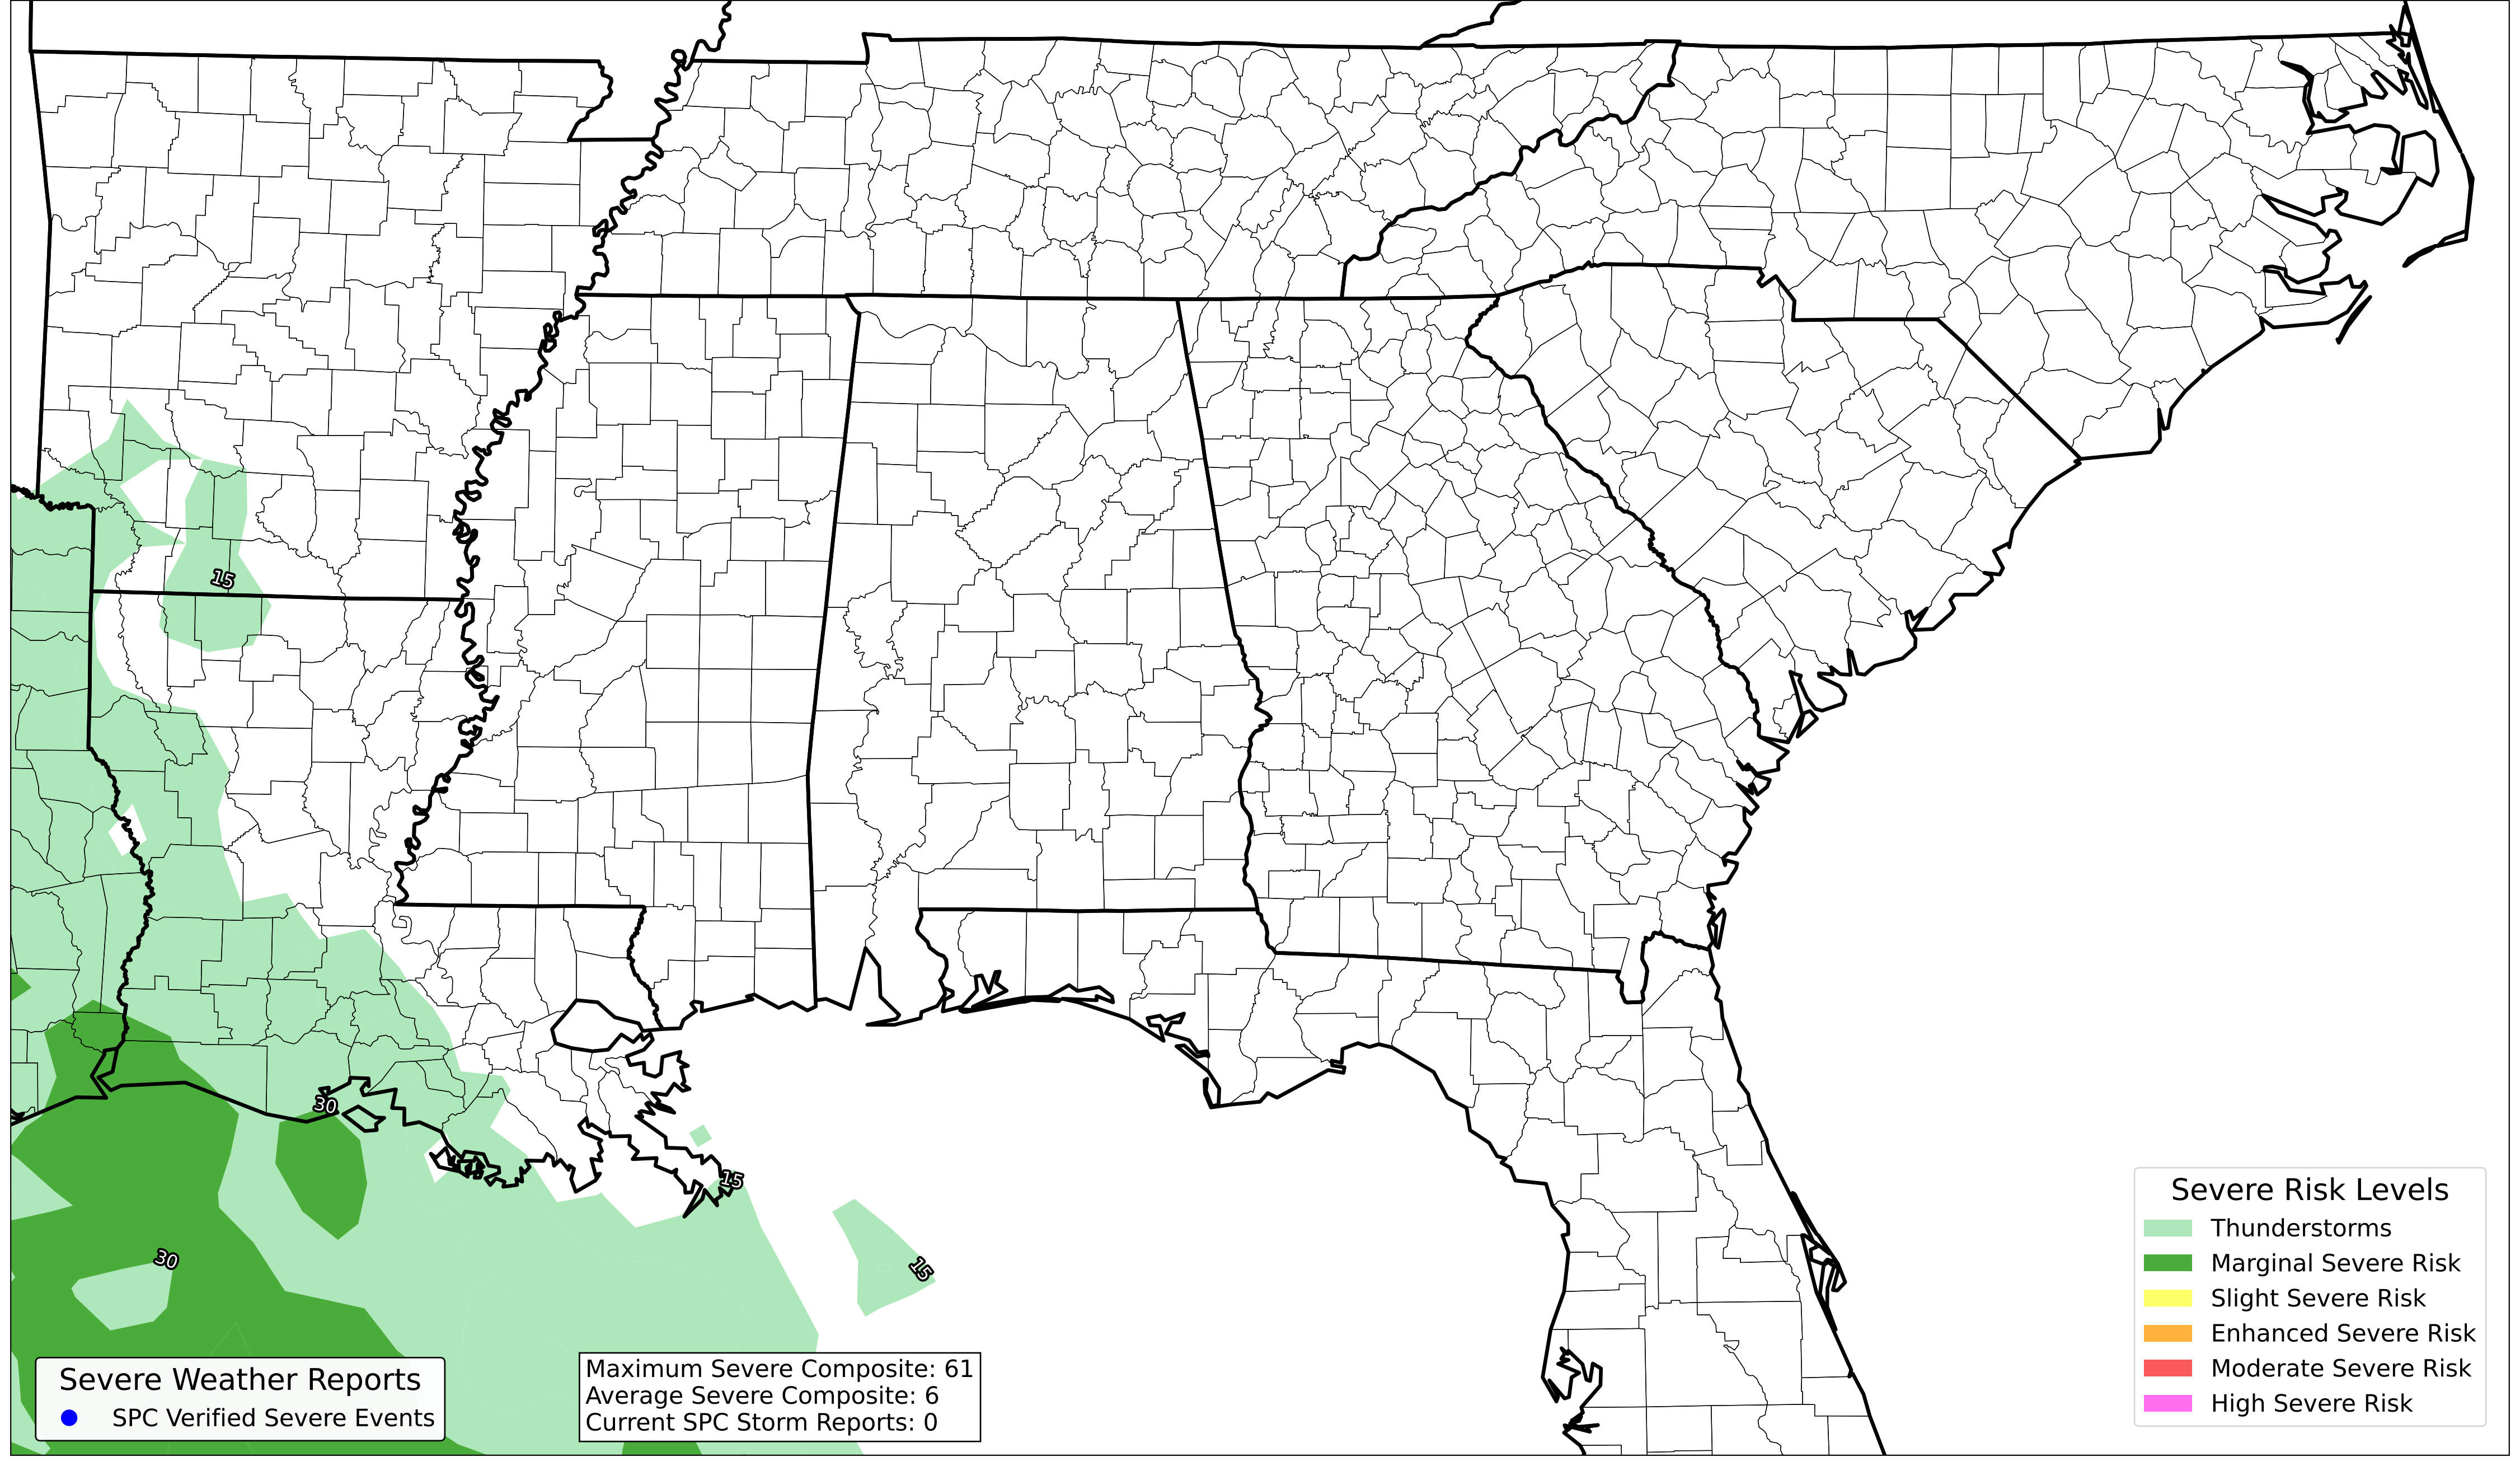 15
30
15
30
15
Severe Risk Levels
Thunderstorms
Marginal Severe Risk
Slight Severe Risk
Enhanced Severe Risk
Moderate Severe Risk
High Severe Risk
Severe Weather Reports
SPC Verified Severe Events
Maximum Severe Composite: 61
Average Severe Composite: 6
Current SPC Storm Reports: 0